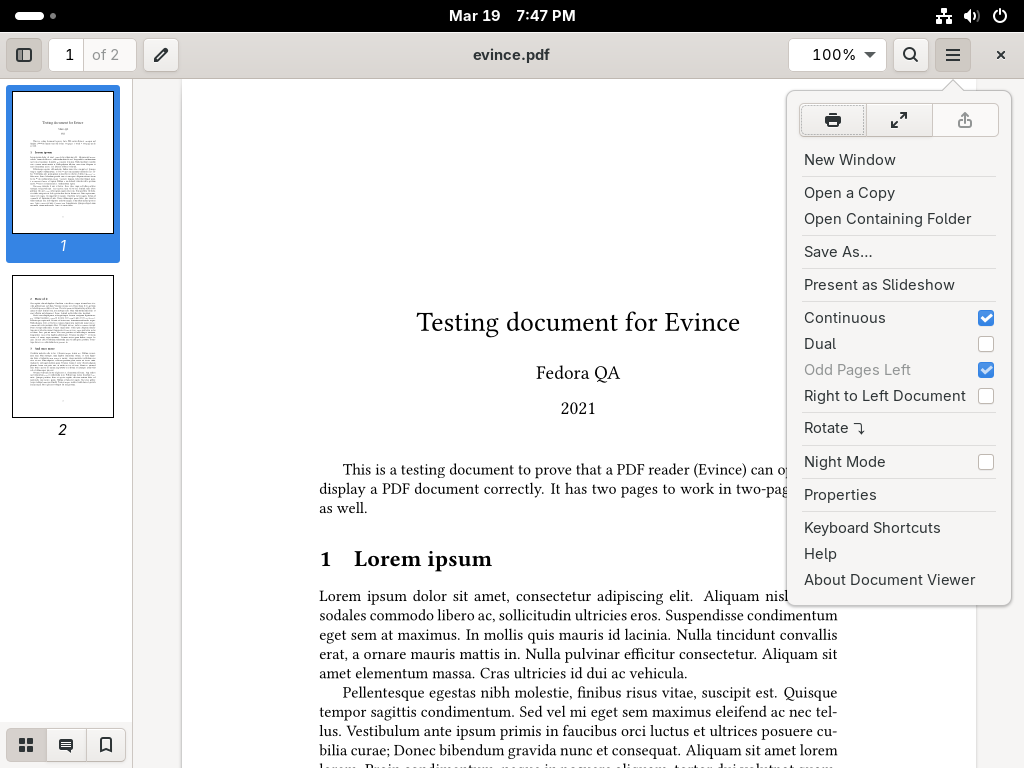 Mar 19 7:47 PM
1 of 2
evince.pdf
100%
1
2
Testing document for Evince
Fedora QA
2021
This is a testing document to prove that a PDF reader (Evince) can
display a PDF document correctly. It has two pages to work in
as well.
1 Lorem ipsum
Lorem ipsum dolor sit amet, consectetur adipiscing elit. Aliquam
sodales commodo libero ac, sollicitudin ultricies eros. Suspendisse condimentum
eget sem at maximus. In mollis quis mauris id lacinia. Nulla tincidunt convallis
erat, a ornare mauris mattis in. Nulla pulvinar efficitur consectetur. Aliquam sit
amet elementum massa. Cras ultricies id dui ac vehicula.
Pellentesque egestas nibh molestie, finibus risus vitae, suscipit est. Quisque
tempor sagittis condimentum. Sed vel mi eget sem maximus eleifend ac nec tel-
lus. Vestibulum ante ipsum primis in faucibus orci luctus et ultrices posuere cu-
bilia curae; Donec bibendum gravida nunc et consequat. Aliquam sit amet lorem
New Window
Open a Copy
Open Containing Folder
Save As…
Present as Slideshow
Continuous
Dual
Odd Pages Left
Right to Left Document
Rotate ⤵
Night Mode
Properties
Keyboard Shortcuts
Help
About Document Viewer